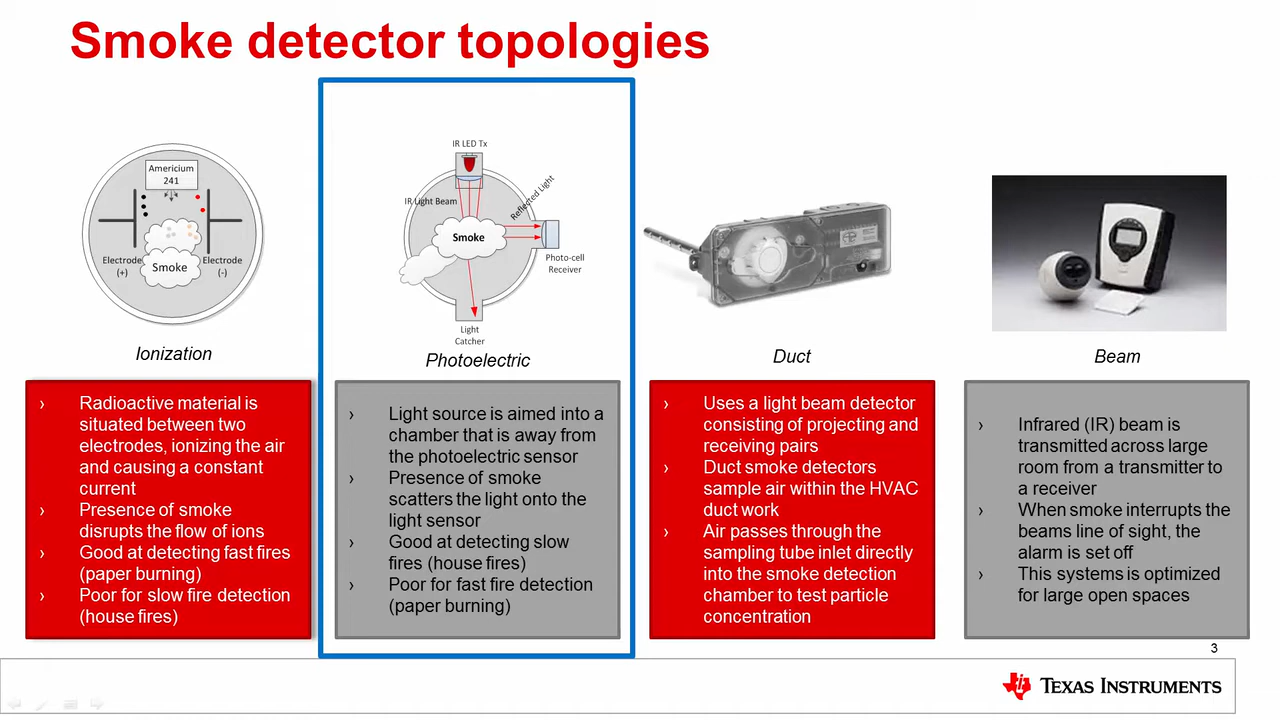 Smoke detector topologies
Americium
241
Electrode
(+)
Smoke
Electrode
(-)
Ionization
IR LED Tx
IR Light Beam
Reflected Light
Smoke
Photo-cell
Receiver
Light
Catcher
Photoelectric
Duct
Beam
› Radioactive material is
situated between two
electrodes, ionizing the air
and causing a constant
current
› Presence of smoke
disrupts the flow of ions
› Good at detecting fast fires
(paper burning)
› Poor for slow fire detection
(house fires)
› Light source is aimed into a
chamber that is away from
the photoelectric sensor
› Presence of smoke
scatters the light onto the
light sensor
› Good at detecting slow
fires (house fires)
› Poor for fast fire detection
(paper burning)
› Uses a light beam detector
consisting of projecting and
receiving pairs
› Duct smoke detectors
sample air within the HVAC
duct work
› Air passes through the
sampling tube inlet directly
into the smoke detection
chamber to test particle
concentration
› Infrared (IR) beam is
transmitted across large
room from a transmitter to
a receiver
› When smoke interrupts the
beams line of sight, the
alarm is set off
› This systems is optimized
for large open spaces
3
TEXAS INSTRUMENTS